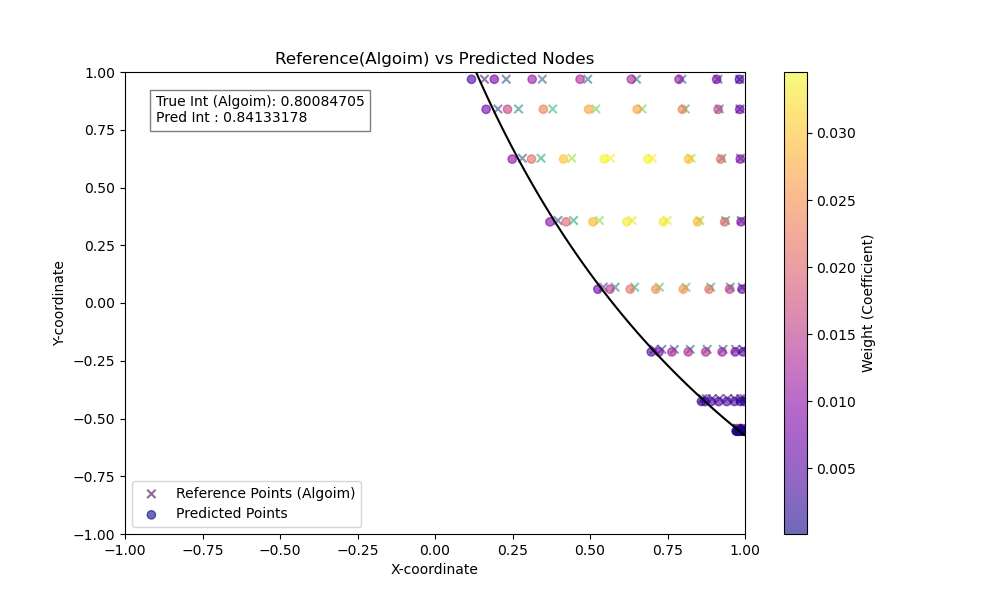 Reference(Algoim) vs Predicted Nodes
True Int (Algoim): 0.80084705
Pred Int : 0.84133178
1.00
0.75
0.50
0.25
0.00
−0.25
−0.50
−0.75
−1.00
Y-coordinate
Reference Points (Algoim)
Predicted Points
−1.00 −0.75 −0.50 −0.25 0.00 0.25 0.50 0.75 1.00
X-coordinate
0.030
0.025
0.020
0.015
0.010
0.005
Weight (Coefficient)